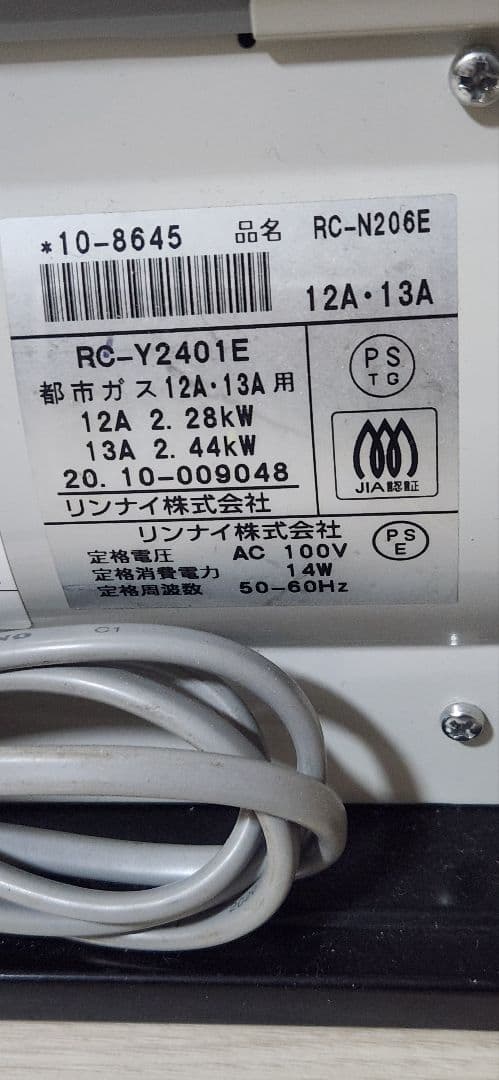 *10-8645 品名 RC-N206E
12A・13A
RC-Y2401E
都市ガス12A・13A用
12A 2.28kW
13A 2.44kW
20.10-009048
リンナイ株式会社
PS
TG
JIA認証
リンナイ株式会社
定格電圧 AC 100V
定格消費電力 14W
定格周波数 50-60Hz
PS
E